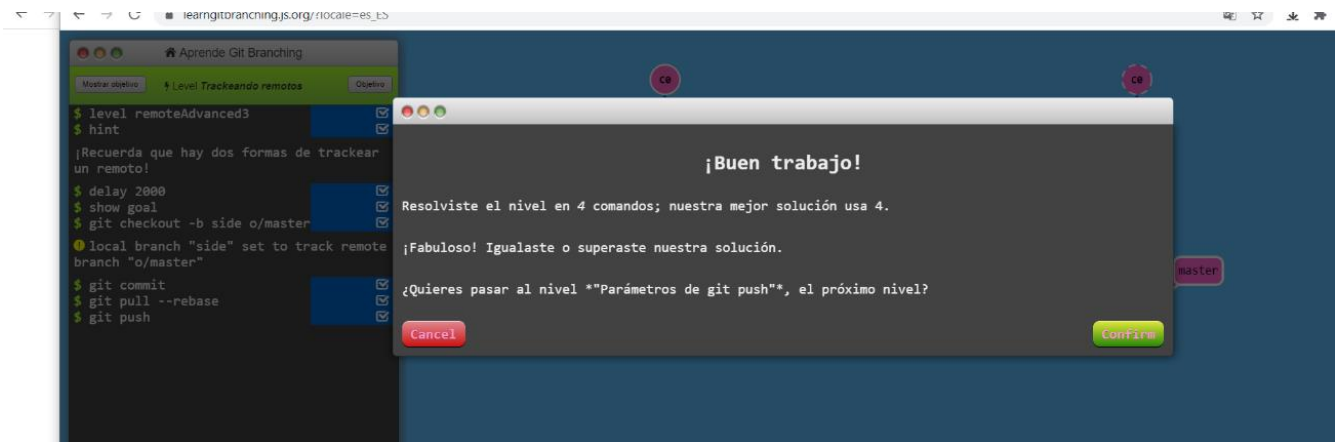 learngitbranching.js.org/?locale=es_ES
Aprende Git Branching
Mostrar objetivo
Level Trackeando remotos
Objetivo
$ level remoteAdvanced3
$ hint
¡Recuerda que hay dos formas de trackear
un remoto!
$ delay 2000
$ show goal
$ git checkout -b side o/master
local branch "side" set to track remote
branch "o/master"
$ git commit
$ git pull --rebase
$ git push
c0
c0
¡Buen trabajo!
Resolviste el nivel en 4 comandos; nuestra mejor solución usa 4.
¡Fabuloso! Igualaste o superaste nuestra solución.
¿Quieres pasar al nivel *"Parámetros de git push"*, el próximo nivel?
Cancel
Confirm
master